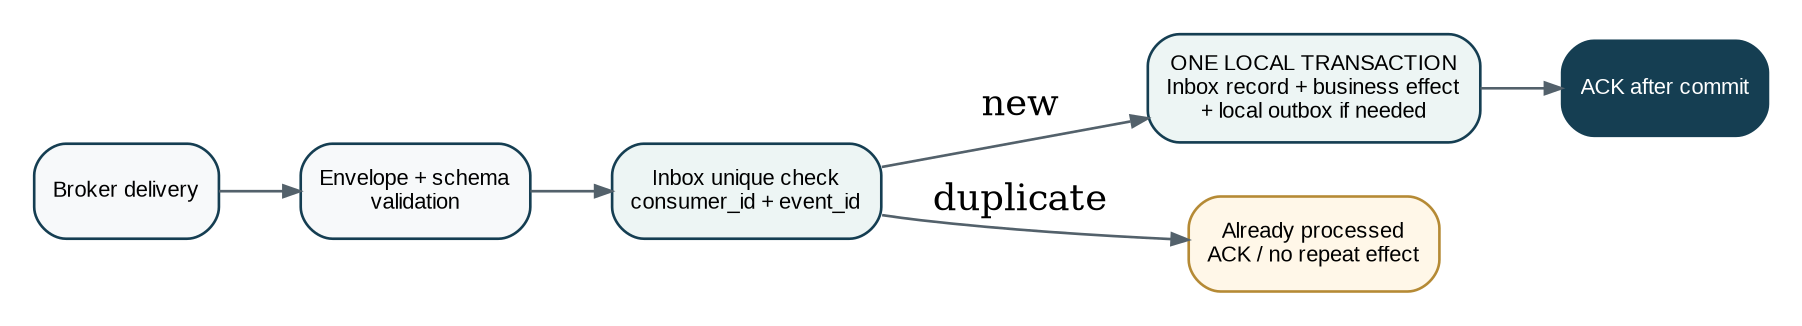 Broker delivery
Envelope + schema
validation
Inbox unique check
consumer_id + event_id
new
duplicate
ONE LOCAL TRANSACTION
Inbox record + business effect
+ local outbox if needed
Already processed
ACK / no repeat effect
ACK after commit